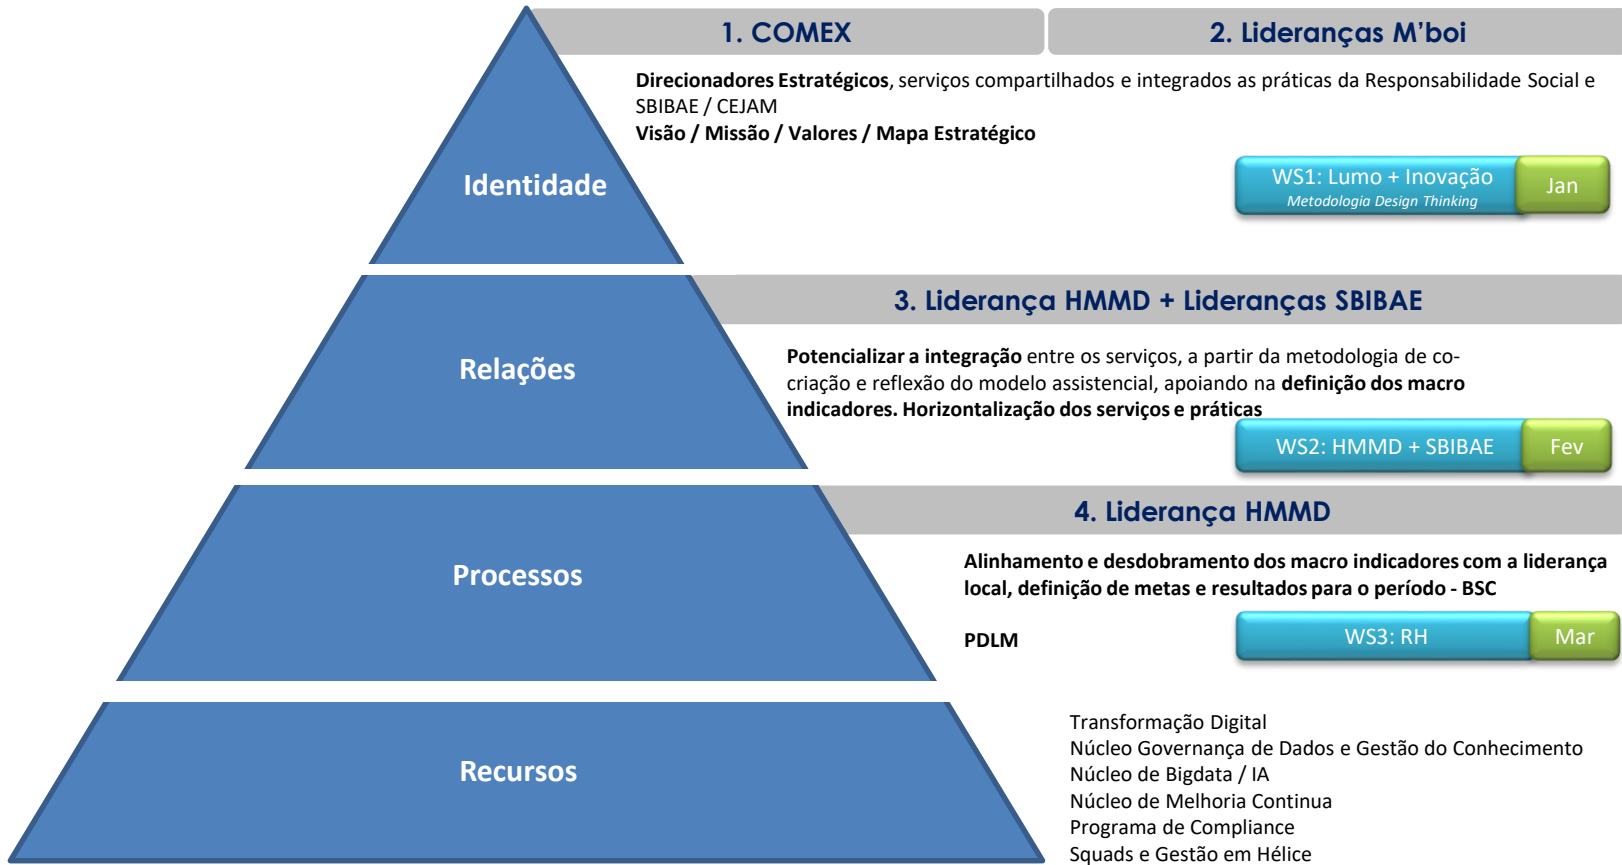 1. COMEX
2. Lideranças M'boi
Direcionadores Estratégicos, serviços compartilhados e integrados as práticas da Responsabilidade Social e
SBIBAE / CEJAM
Visão / Missão / Valores / Mapa Estratégico
Identidade
WS1: Lumo + Inovação
Metodologia Design Thinking
Jan
3. Liderança HMMD + Lideranças SBIBAE
Relações
Potencializar a integração entre os serviços, a partir da metodologia de co-
criação e reflexão do modelo assistencial, apoiando na definição dos macro
indicadores. Horizontalização dos serviços e práticas
WS2: HMMD + SBIBAE
Fev
4. Liderança HMMD
Processos
Alinhamento e desdobramento dos macro indicadores com a liderança
local, definição de metas e resultados para o período - BSC
PDLM
WS3: RH
Mar
Recursos
Transformação Digital
Núcleo Governança de Dados e Gestão do Conhecimento
Núcleo de Bigdata / IA
Núcleo de Melhoria Continua
Programa de Compliance
Squads e Gestão em Hélice